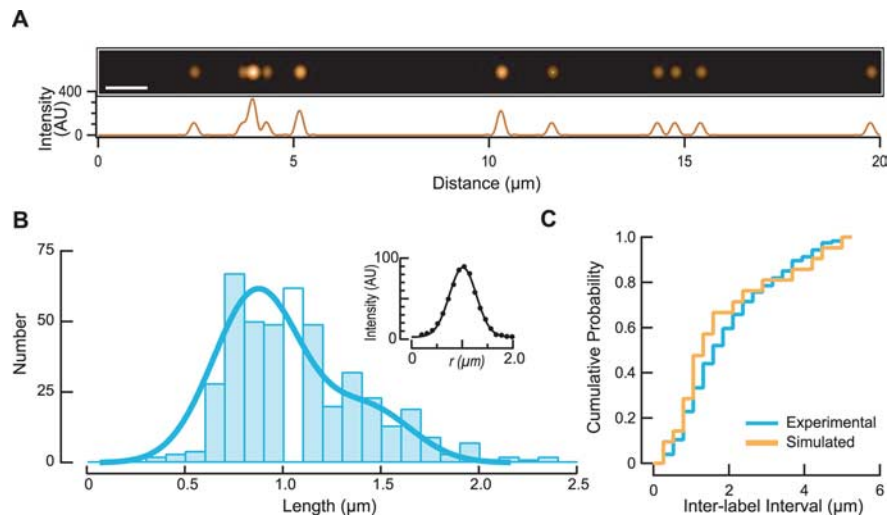 A
400
Intensity
(AU)
0
0 5 10 15 20
Distance (μm)
B
75
50
25
0
Number
0 0.5 1.0 1.5 2.0 2.5
Length (μm)
100
0
Intensity (AU)
0 2.0
r (μm)
C
1.0
0.8
0.6
0.4
0.2
0
Cumulative Probability
Experimental
Simulated
0 2 4 6
Inter-label Interval (μm)